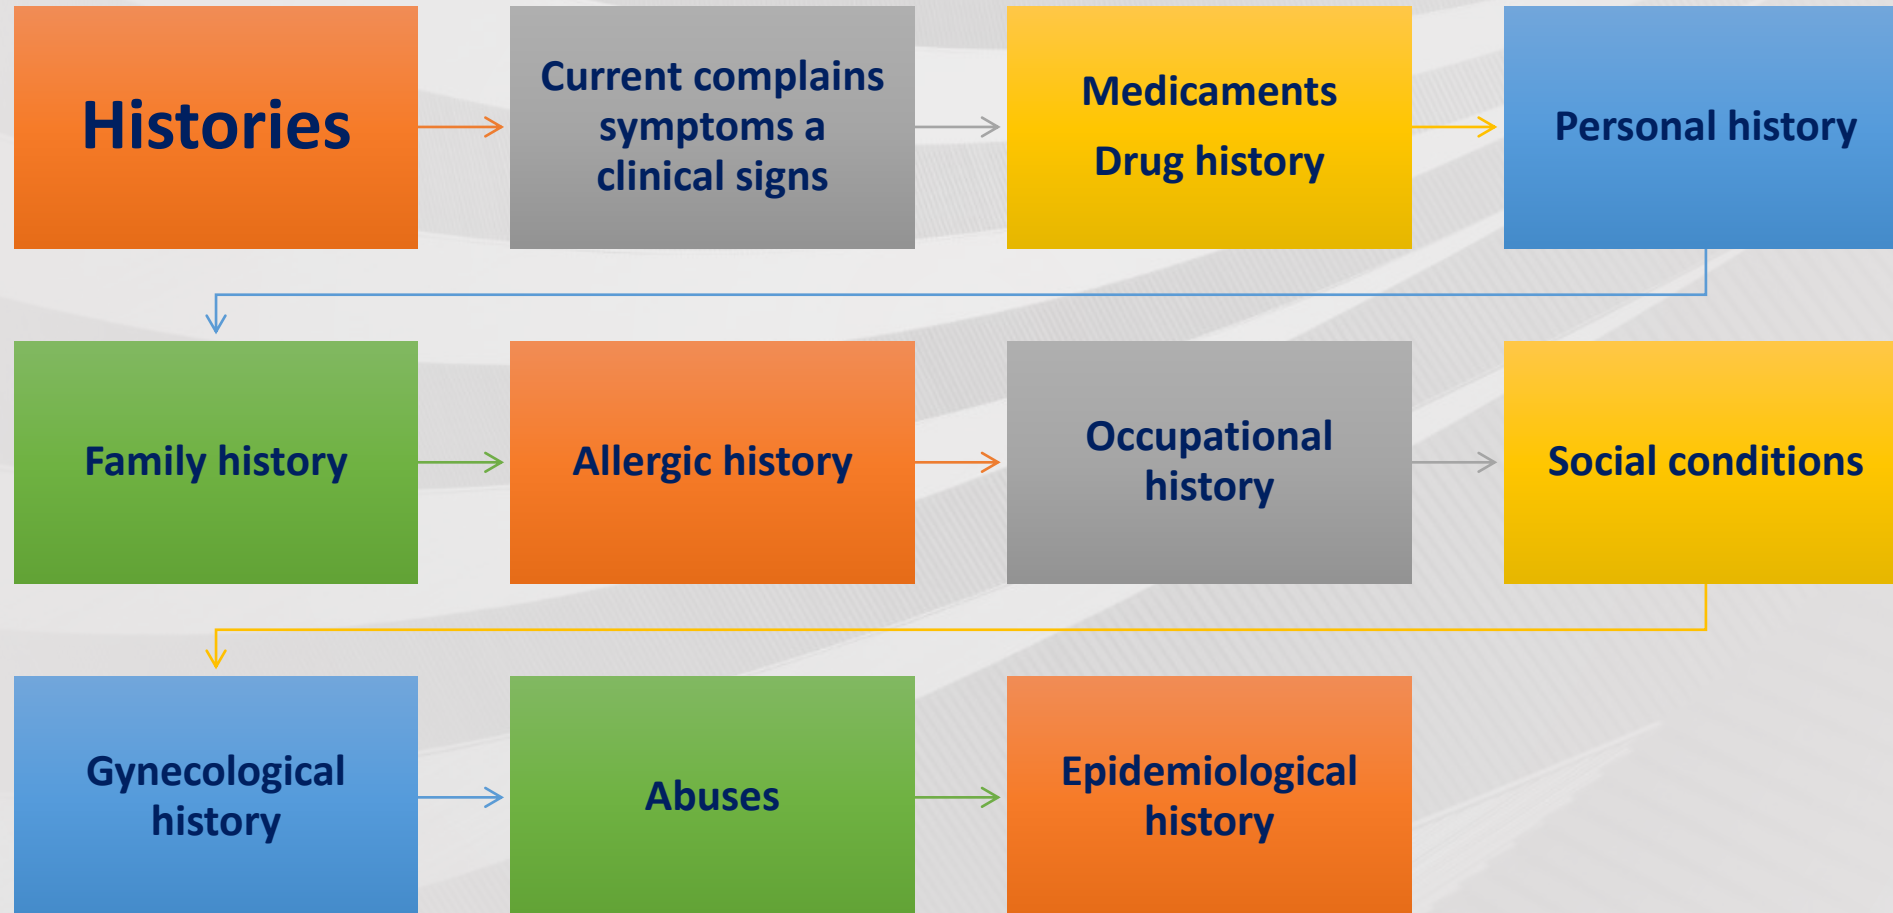 Histories
Current complains
symptoms a
clinical signs
Medicaments
Drug history
Personal history
Family history
Allergic history
Occupational
history
Social conditions
Gynecological
history
Abuses
Epidemiological
history